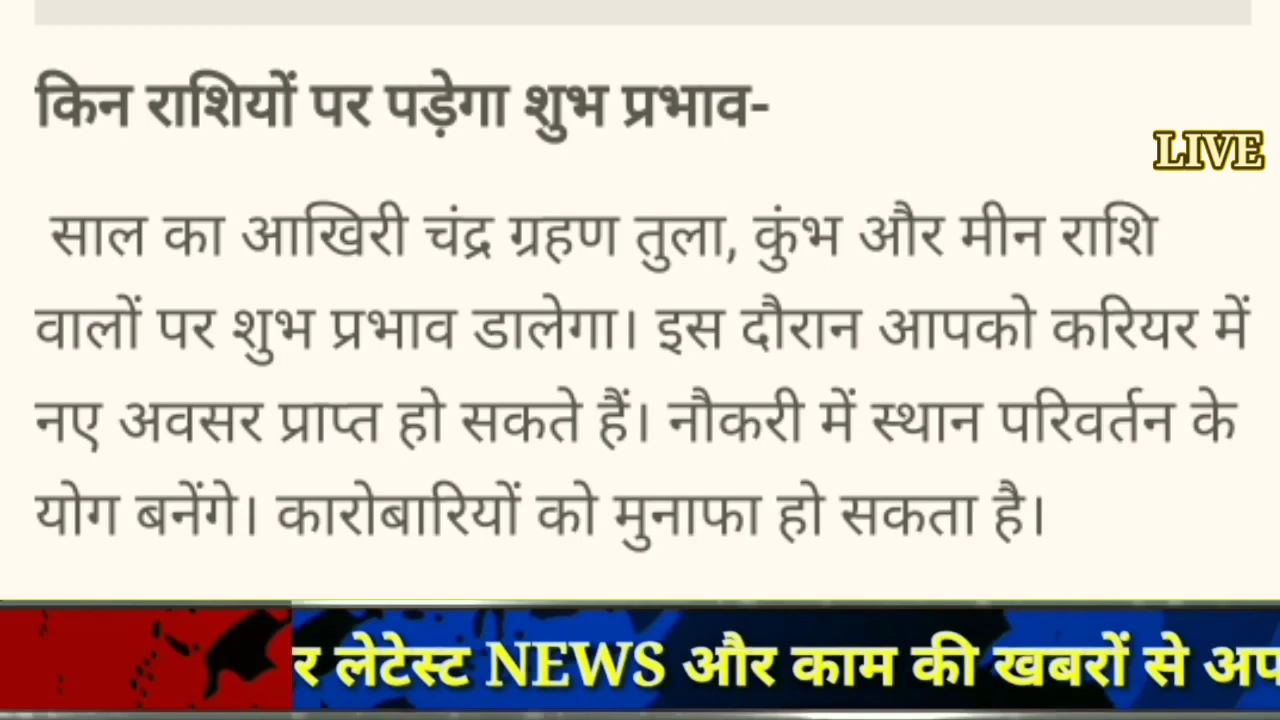 किन राशियों पर पड़ेगा शुभ प्रभाव-
LIVE
साल का आखिरी चंद्र ग्रहण तुला, कुंभ और मीन राशि
वालों पर शुभ प्रभाव डालेगा। इस दौरान आपको करियर में
नए अवसर प्राप्त हो सकते हैं। नौकरी में स्थान परिवर्तन के
योग बनेंगे। कारोबारियों को मुनाफा हो सकता है।
र लेटेस्ट NEWS और काम की खबरों से अप